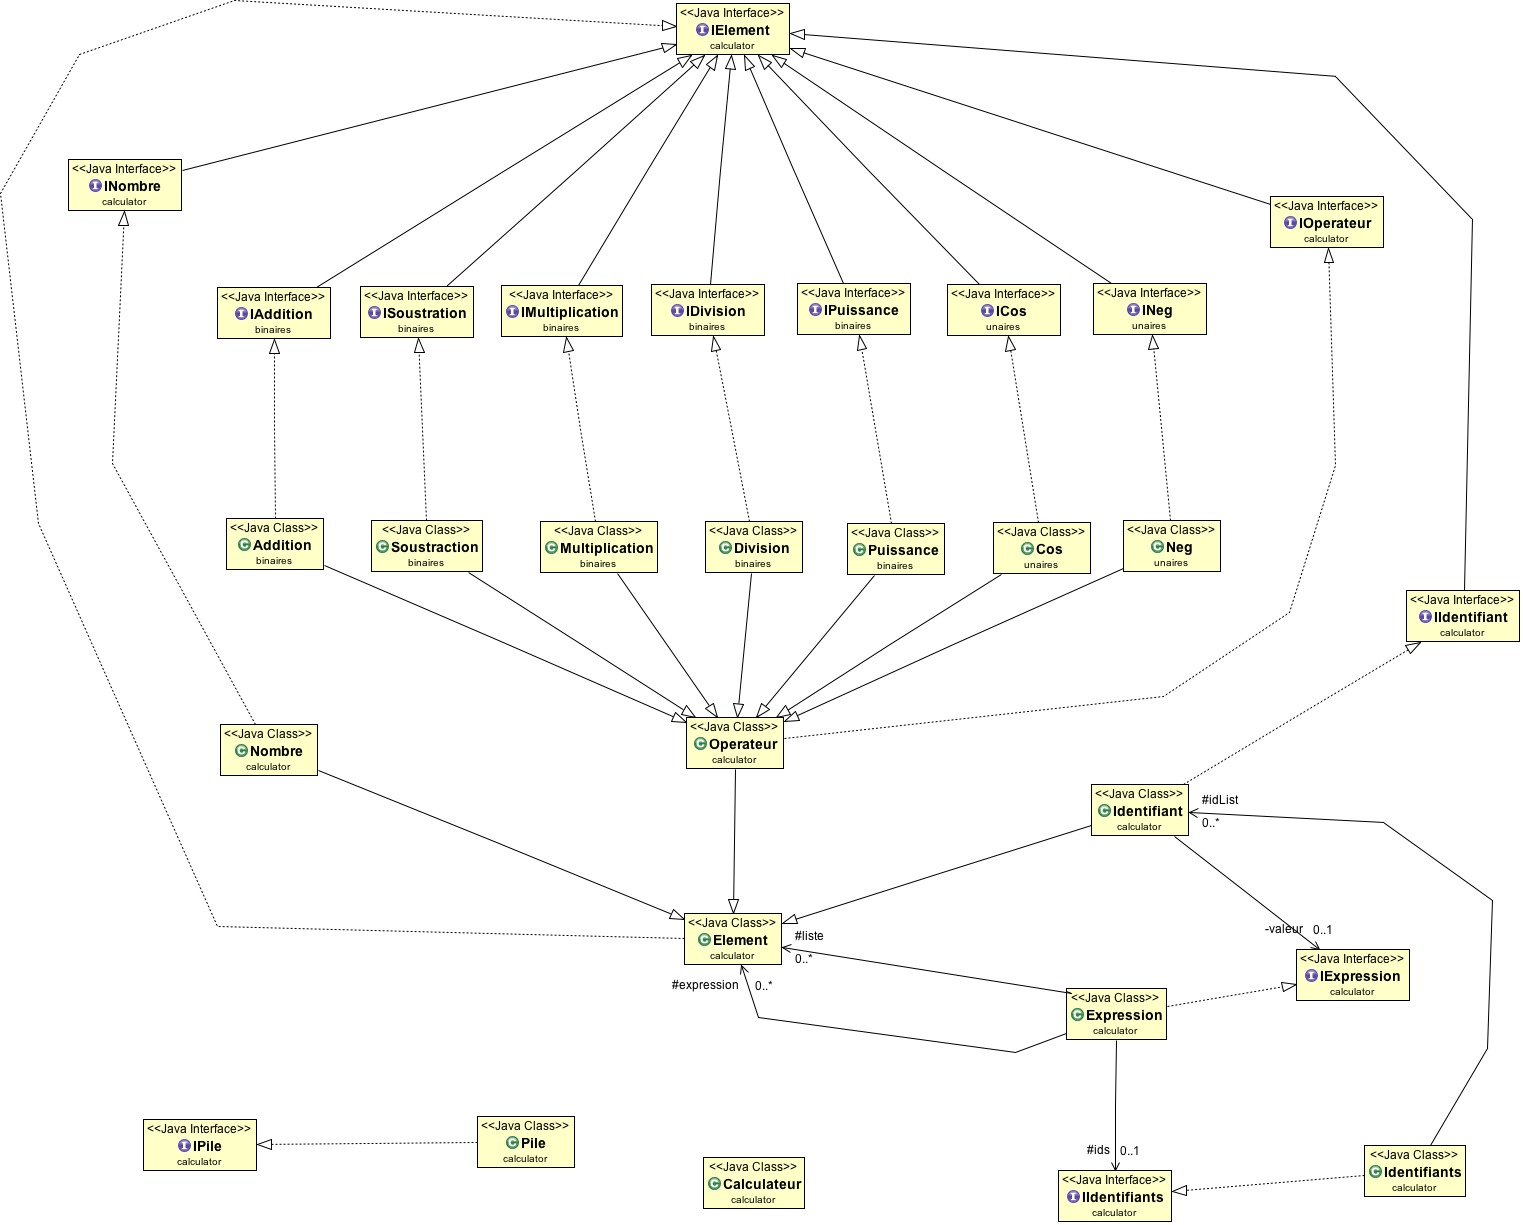 <<Java Interface>>
IElement
calculator
<<Java Interface>>
INombre
calculator
<<Java Interface>>
IOperateur
calculator
<<Java Interface>>
IAddition
binaires
<<Java Interface>>
ISoustration
binaires
<<Java Interface>>
IMultiplication
binaires
<<Java Interface>>
IDivision
binaires
<<Java Interface>>
IPuissance
binaires
<<Java Interface>>
ICos
unaires
<<Java Interface>>
INeg
unaires
<<Java Class>>
Addition
binaires
<<Java Class>>
Soustraction
binaires
<<Java Class>>
Multiplication
binaires
<<Java Class>>
Division
binaires
<<Java Class>>
Puissance
binaires
<<Java Class>>
Cos
unaires
<<Java Class>>
Neg
unaires
<<Java Interface>>
IIdentifiant
calculator
<<Java Class>>
Nombre
calculator
<<Java Class>>
Operateur
calculator
<<Java Class>>
Identifiant
calculator
#idList
0..*
<<Java Class>>
Element
calculator
#liste
0..*
#expression
0..*
-valeur
0..1
<<Java Interface>>
IExpression
calculator
<<Java Class>>
Expression
calculator
<<Java Interface>>
IPile
calculator
<<Java Class>>
Pile
calculator
<<Java Class>>
Calculateur
calculator
#ids
0..1
<<Java Interface>>
IIdentifiants
calculator
<<Java Class>>
Identifiants
calculator